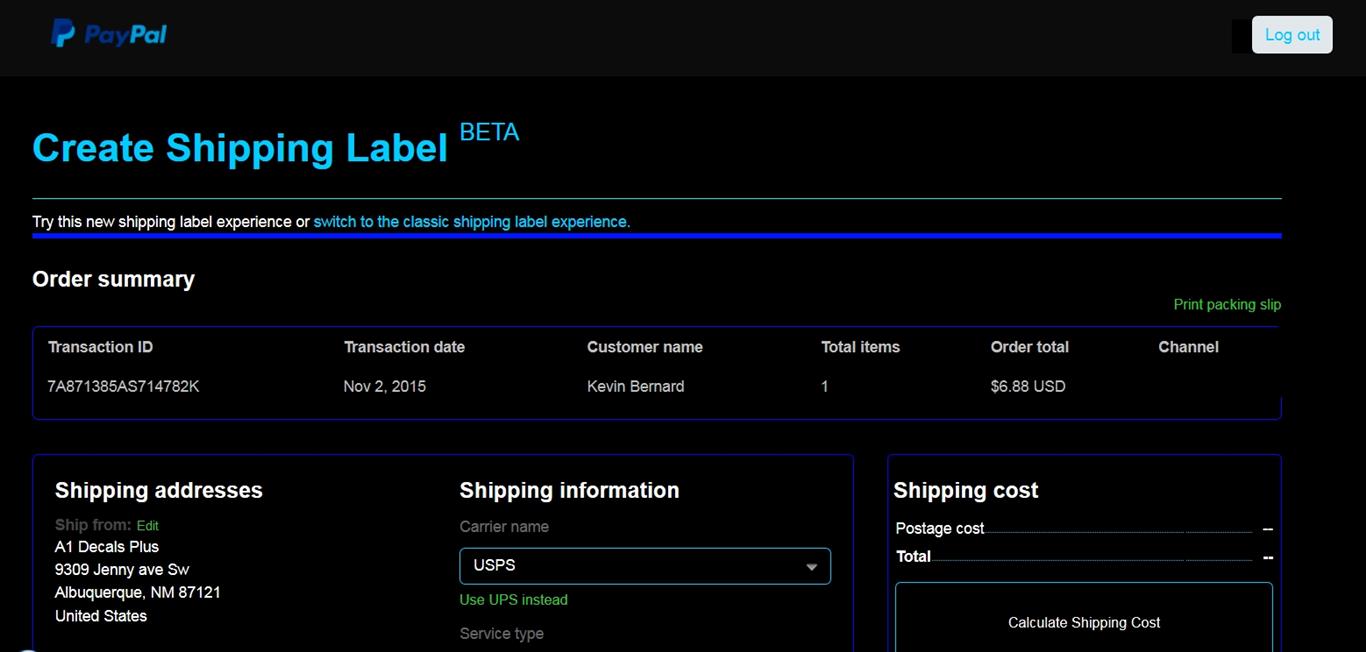 PayPal
Log out
Create Shipping Label BETA
Try this new shipping label experience or switch to the classic shipping label experience.
Order summary
Print packing slip
Transaction ID Transaction date Customer name Total items Order total Channel
7A871385AS714782K Nov 2, 2015 Kevin Bernard 1 $6.88 USD
Shipping addresses
Ship from: Edit
A1 Decals Plus
9309 Jenny ave Sw
Albuquerque, NM 87121
United States
Shipping information
Carrier name
USPS
Use UPS instead
Service type
Shipping cost
Postage cost --
Total --
Calculate Shipping Cost